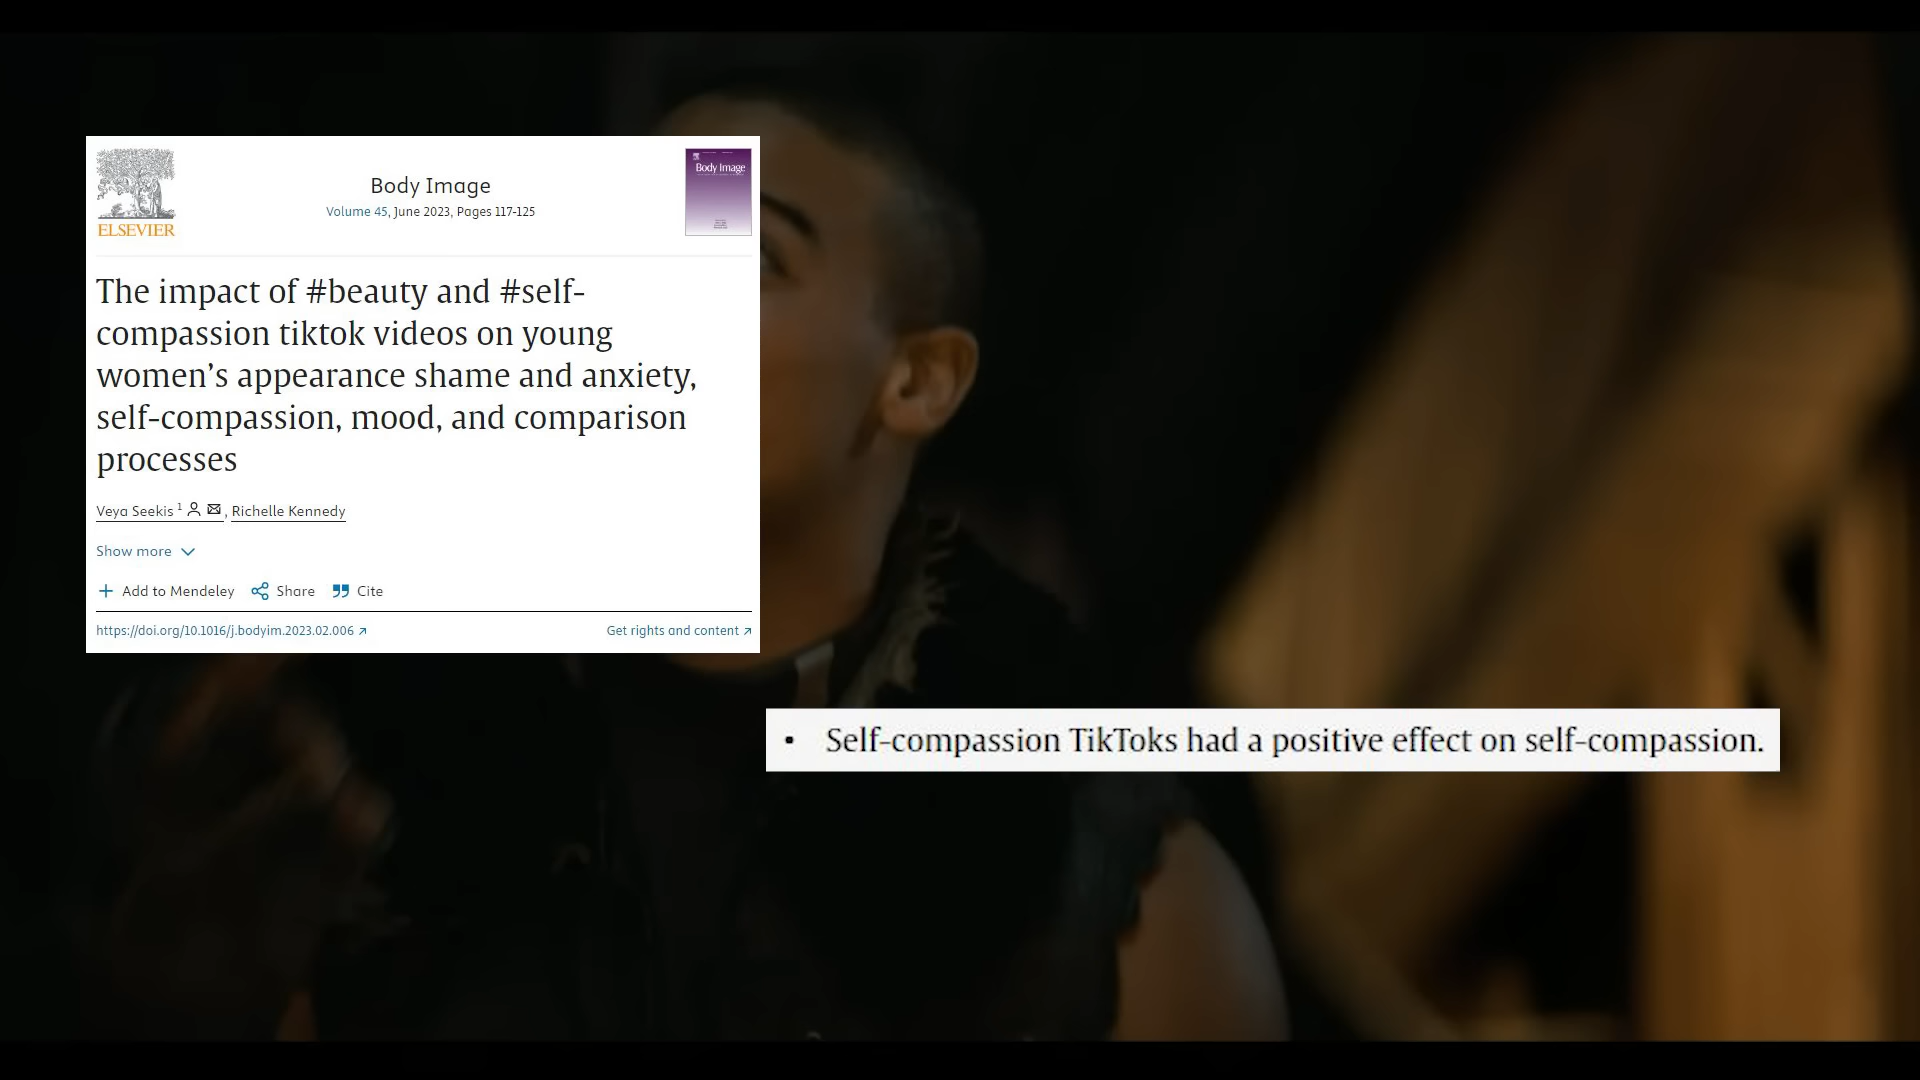 ELSEVIER
Body Image
Volume 45, June 2023, Pages 117-125
Body Image
The impact of #beauty and #self-
compassion tiktok videos on young
women’s appearance shame and anxiety,
self-compassion, mood, and comparison
processes
Veya Seekis 1, Richelle Kennedy
Show more
Add to Mendeley Share Cite
https://doi.org/10.1016/j.bodyim.2023.02.006
Get rights and content
• Self-compassion TikToks had a positive effect on self-compassion.